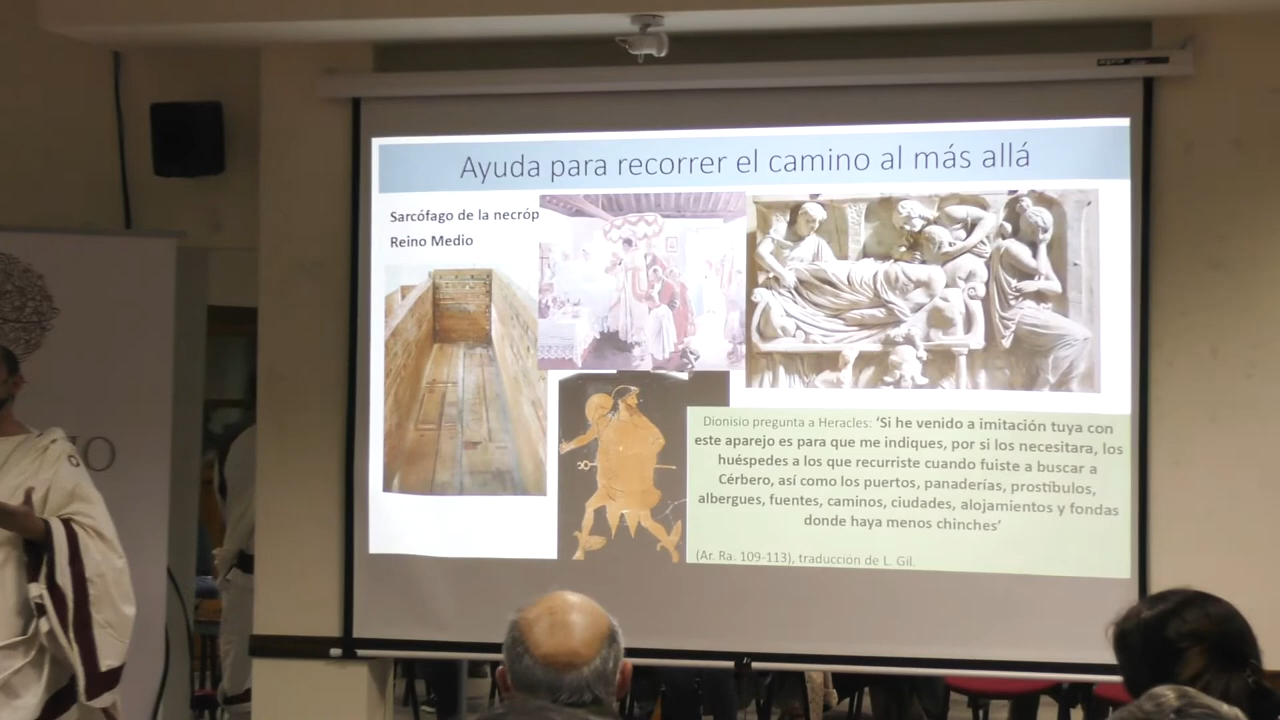 Ayuda para recorrer el camino al más allá
Sarcófago de la necróp
Reino Medio
Dionisio pregunta a Heracles: ‘Si he venido a imitación tuya con
este aparejo es para que me indiques, por si los necesitara, los
huéspedes a los que recurriste cuando fuiste a buscar a
Cérbero, así como los puertos, panaderías, prostíbulos,
albergues, fuentes, caminos, ciudades, alojamientos y fondas
donde haya menos chinches’
(Ar. Ra. 109-113), traducción de L. Gil.